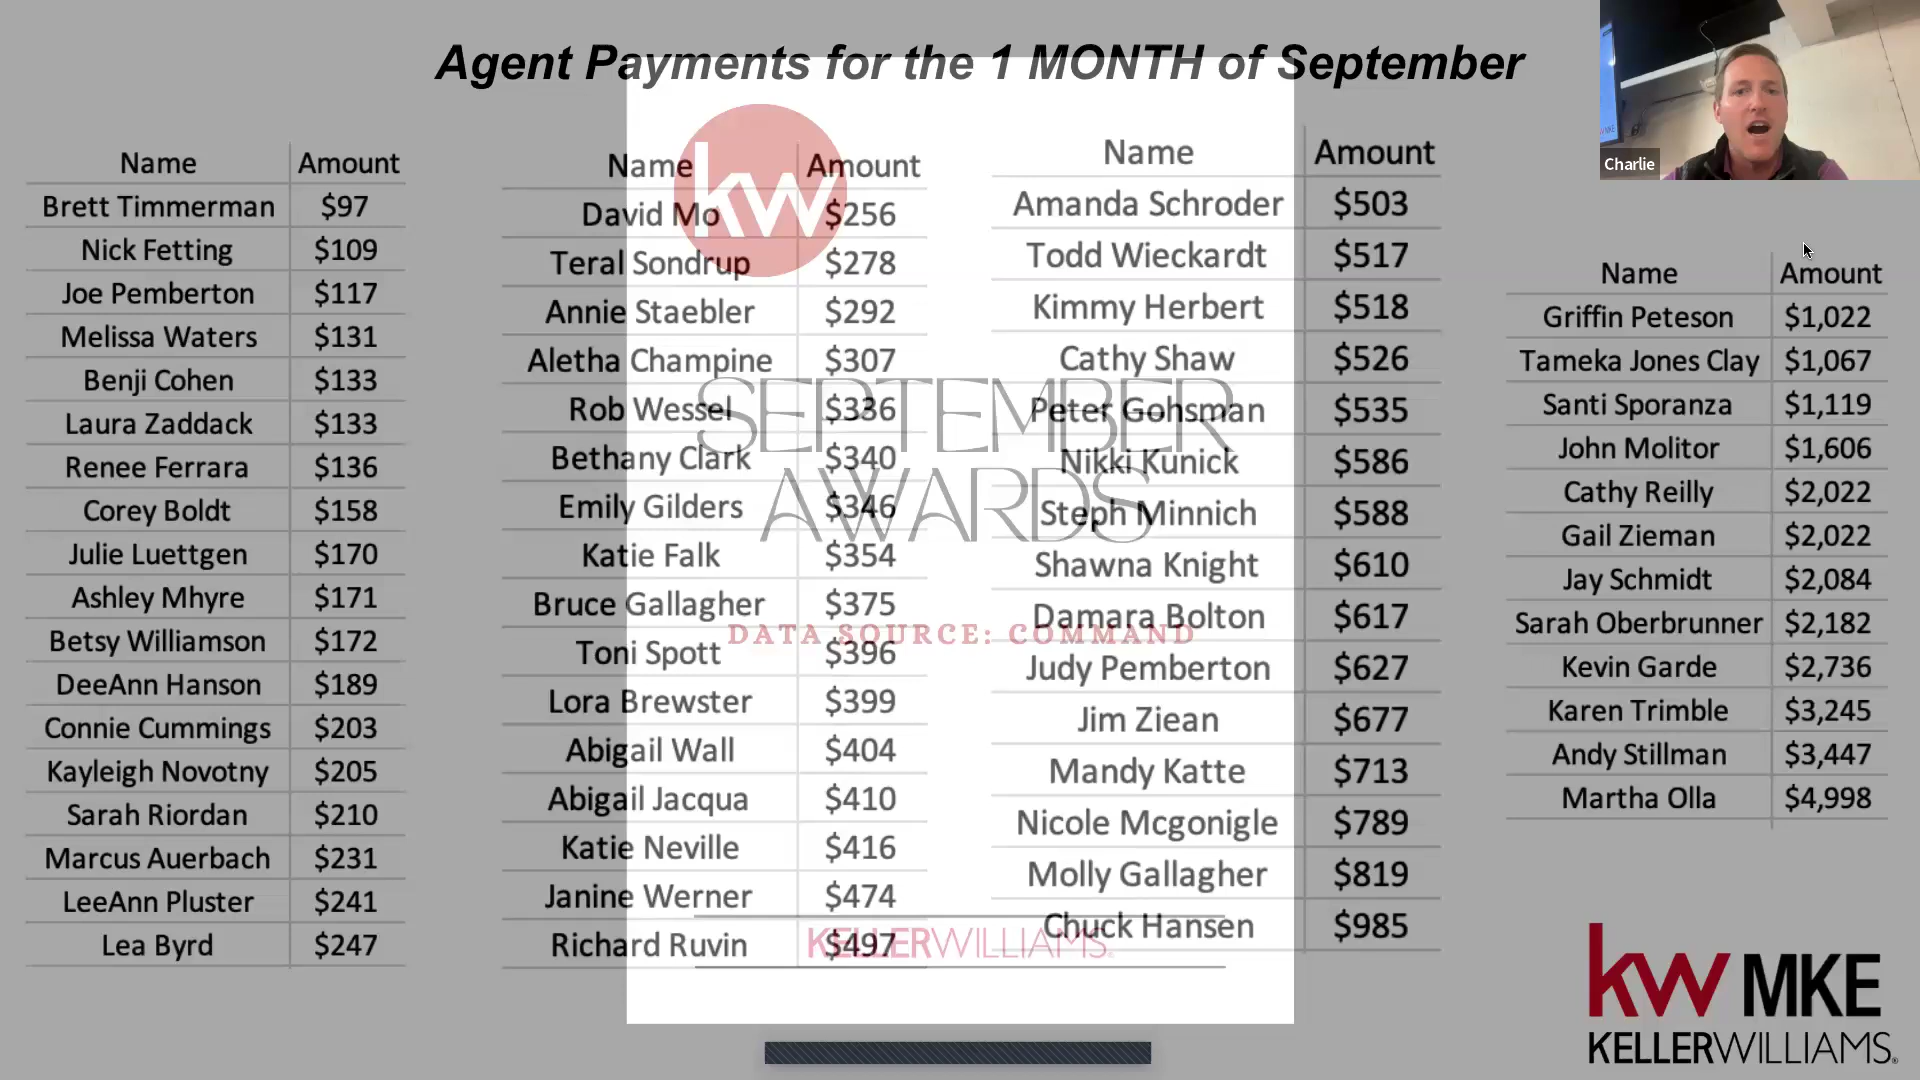 Agent Payments for the 1 MONTH of September
Charlie
Name Amount
Brett Timmerman $97
Nick Fetting $109
Joe Pemberton $117
Melissa Waters $131
Benji Cohen $133
Laura Zaddack $133
Renee Ferrara $136
Corey Boldt $158
Julie Luettgen $170
Ashley Mhyre $171
Betsy Williamson $172
DeeAnn Hanson $189
Connie Cummings $203
Kayleigh Novotny $205
Sarah Riordan $210
Marcus Auerbach $231
LeeAnn Pluster $241
Lea Byrd $247
Name Amount
David Mo $256
Teral Sondrup $278
Annie Staebler $292
Aletha Champine $307
Rob Wessel $336
Bethany Clark $340
Emily Gilders $346
Katie Falk $354
Bruce Gallagher $375
Toni Spott $396
Lora Brewster $399
Abigail Wall $404
Abigail Jacqua $410
Katie Neville $416
Janine Werner $474
Richard Ruvin $497
Name Amount
Amanda Schroder $503
Todd Wieckardt $517
Kimmy Herbert $518
Cathy Shaw $526
Peter Gohsman $535
Nikki Kunick $586
Steph Minnich $588
Shawna Knight $610
Damara Bolton $617
Judy Pemberton $627
Jim Ziean $677
Mandy Katte $713
Nicole Mcgonigle $789
Molly Gallagher $819
Chuck Hansen $985
Name Amount
Griffin Peteson $1,022
Tameka Jones Clay $1,067
Santi Sporanza $1,119
John Molitor $1,606
Cathy Reilly $2,022
Gail Zieman $2,022
Jay Schmidt $2,084
Sarah Oberbrunner $2,182
Kevin Garde $2,736
Karen Trimble $3,245
Andy Stillman $3,447
Martha Olla $4,998
kw
SEPTEMBER
AWARDS
DATA SOURCE: COMMAND
KELLERWILLIAMS.
kw MKE
KELLERWILLIAMS.